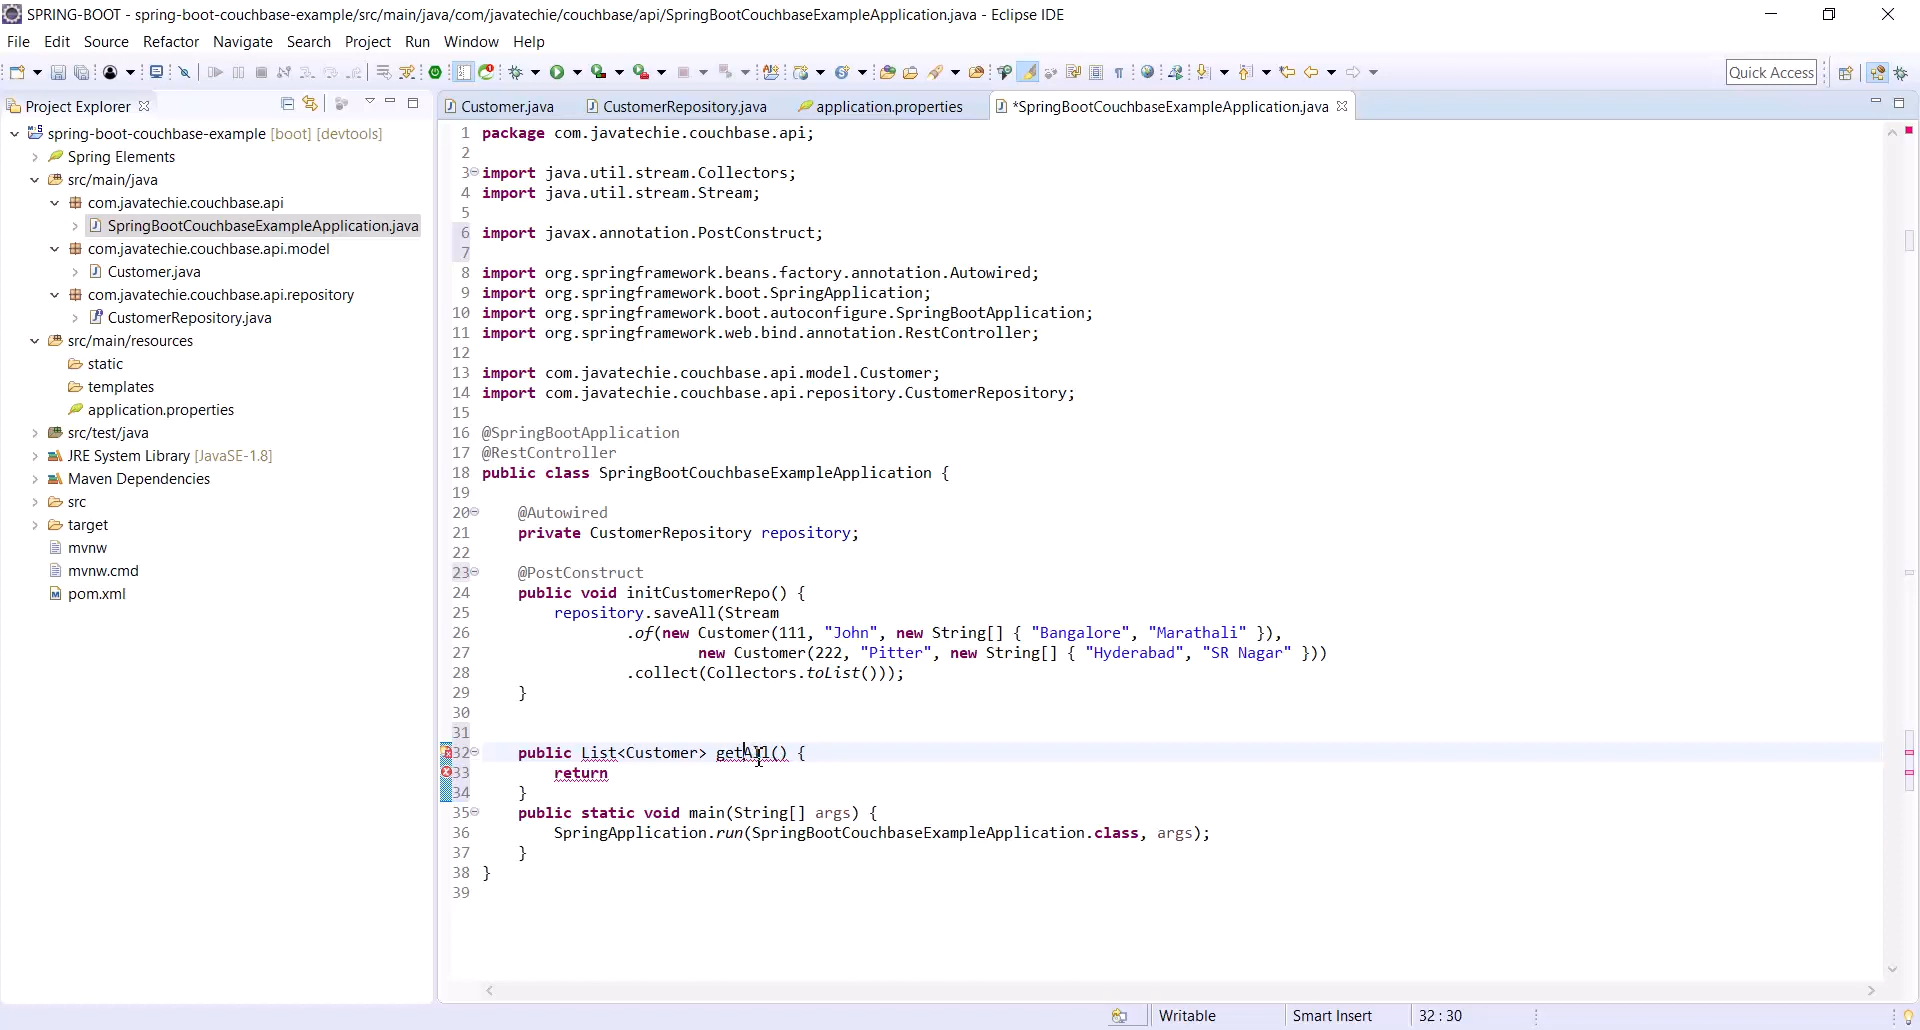 SPRING-BOOT - spring-boot-couchbase-example/src/main/java/com/javatechie/couchbase/api/SpringBootCouchbaseExampleApplication.java - Eclipse IDE
File Edit Source Refactor Navigate Search Project Run Window Help
Quick Access
Project Explorer
Customer.java CustomerRepository.java application.properties *SpringBootCouchbaseExampleApplication.java
spring-boot-couchbase-example [boot] [devtools]
Spring Elements
src/main/java
com.javatechie.couchbase.api
SpringBootCouchbaseExampleApplication.java
com.javatechie.couchbase.api.model
Customer.java
com.javatechie.couchbase.api.repository
CustomerRepository.java
src/main/resources
static
templates
application.properties
src/test/java
JRE System Library [JavaSE-1.8]
Maven Dependencies
src
target
mvnw
mvnw.cmd
pom.xml
1 package com.javatechie.couchbase.api;
2
3 import java.util.stream.Collectors;
4 import java.util.stream.Stream;
5
6 import javax.annotation.PostConstruct;
7
8 import org.springframework.beans.factory.annotation.Autowired;
9 import org.springframework.boot.SpringApplication;
10 import org.springframework.boot.autoconfigure.SpringBootApplication;
11 import org.springframework.web.bind.annotation.RestController;
12
13 import com.javatechie.couchbase.api.model.Customer;
14 import com.javatechie.couchbase.api.repository.CustomerRepository;
15
16 @SpringBootApplication
17 @RestController
18 public class SpringBootCouchbaseExampleApplication {
19
20 @Autowired
21 private CustomerRepository repository;
22
23 @PostConstruct
24 public void initCustomerRepo() {
25 repository.saveAll(Stream
26 .of(new Customer(111, "John", new String[] { "Bangalore", "Marathali" }),
27 new Customer(222, "Pitter", new String[] { "Hyderabad", "SR Nagar" }))
28 .collect(Collectors.toList()));
29 }
30
31
32 public List<Customer> getAll() {
33 return
34 }
35 public static void main(String[] args) {
36 SpringApplication.run(SpringBootCouchbaseExampleApplication.class, args);
37 }
38 }
39
Writable Smart Insert 32 : 30